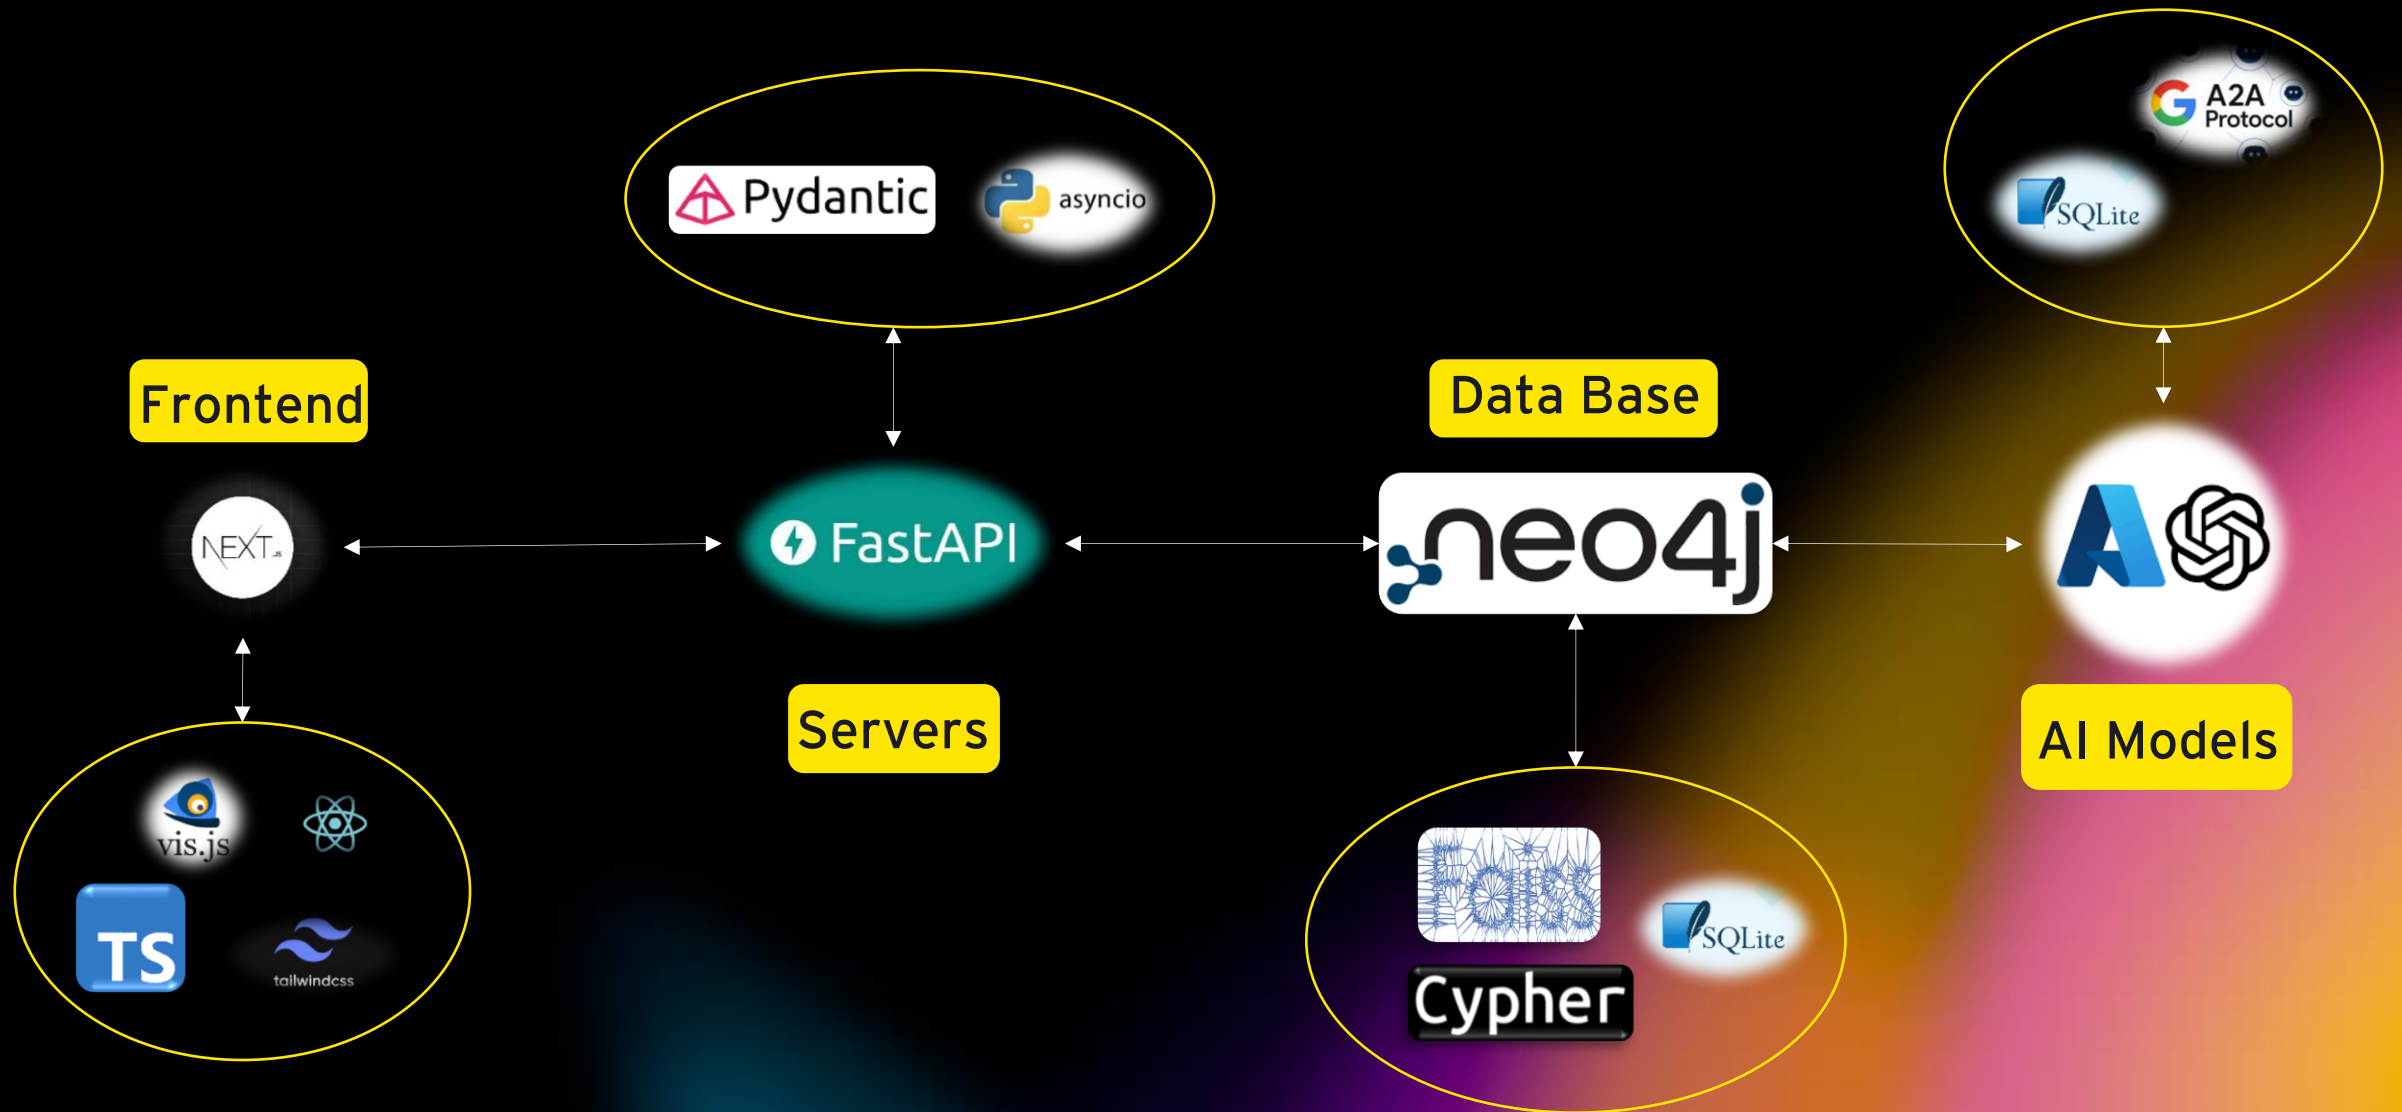 A2A
Protocol
SQLite
Pydantic
asyncio
Frontend
Data Base
NEXT.JS
FastAPI
neo4j
Servers
AI Models
vis.js
TS
tailwindcss
Faiss
SQLite
Cypher